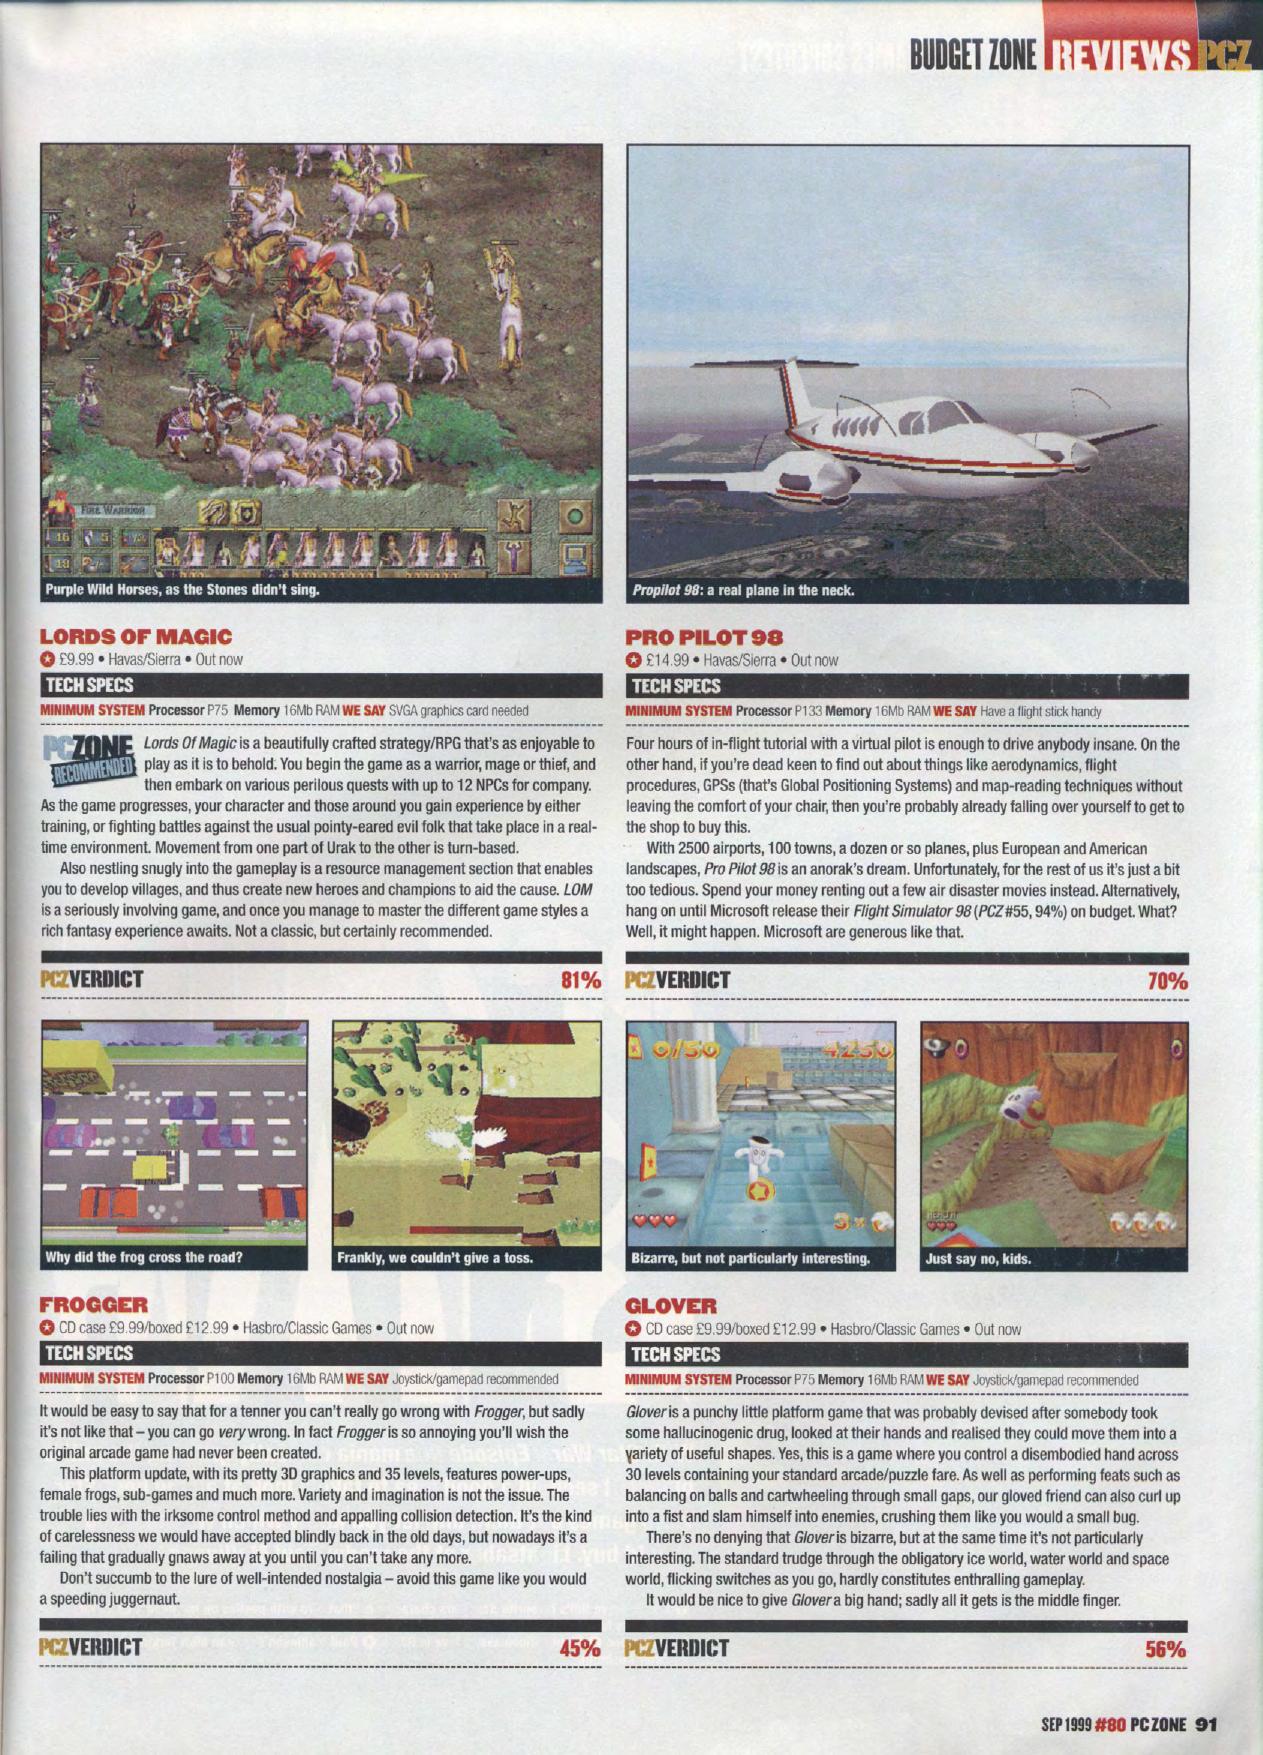 BUDGET ZONE REVIEWS PCZ
FIRE WARRIOR
16 5
18
Purple Wild Horses, as the Stones didn't sing.
LORDS OF MAGIC
£9.99 • Havas/Sierra • Out now
TECH SPECS
MINIMUM SYSTEM Processor P75 Memory 16Mb RAM WE SAY SVGA graphics card needed
PCZONE
RECOMMENDED
Lords Of Magic is a beautifully crafted strategy/RPG that's as enjoyable to
play as it is to behold. You begin the game as a warrior, mage or thief, and
then embark on various perilous quests with up to 12 NPCs for company.
As the game progresses, your character and those around you gain experience by either
training, or fighting battles against the usual pointy-eared evil folk that take place in a real-
time environment. Movement from one part of Urak to the other is turn-based.
Also nestling snugly into the gameplay is a resource management section that enables
you to develop villages, and thus create new heroes and champions to aid the cause. LOM
is a seriously involving game, and once you manage to master the different game styles a
rich fantasy experience awaits. Not a classic, but certainly recommended.
PCZVERDICT 81%
Propilot 98: a real plane in the neck.
PRO PILOT 98
£14.99 • Havas/Sierra • Out now
TECH SPECS
MINIMUM SYSTEM Processor P133 Memory 16Mb RAM WE SAY Have a flight stick handy
Four hours of in-flight tutorial with a virtual pilot is enough to drive anybody insane. On the
other hand, if you're dead keen to find out about things like aerodynamics, flight
procedures, GPSs (that's Global Positioning Systems) and map-reading techniques without
leaving the comfort of your chair, then you're probably already falling over yourself to get to
the shop to buy this.
With 2500 airports, 100 towns, a dozen or so planes, plus European and American
landscapes, Pro Pilot 98 is an anorak's dream. Unfortunately, for the rest of us it's just a bit
too tedious. Spend your money renting out a few air disaster movies instead. Alternatively,
hang on until Microsoft release their Flight Simulator 98 (PCZ #55, 94%) on budget. What?
Well, it might happen. Microsoft are generous like that.
PCZVERDICT 70%
Why did the frog cross the road?
Frankly, we couldn't give a toss.
FROGGER
CD case £9.99/boxed £12.99 • Hasbro/Classic Games • Out now
TECH SPECS
MINIMUM SYSTEM Processor P100 Memory 16Mb RAM WE SAY Joystick/gamepad recommended
It would be easy to say that for a tenner you can't really go wrong with Frogger, but sadly
it's not like that – you can go very wrong. In fact Frogger is so annoying you'll wish the
original arcade game had never been created.
This platform update, with its pretty 3D graphics and 35 levels, features power-ups,
female frogs, sub-games and much more. Variety and imagination is not the issue. The
trouble lies with the irksome control method and appalling collision detection. It's the kind
of carelessness we would have accepted blindly back in the old days, but nowadays it's a
failing that gradually gnaws away at you until you can't take any more.
Don't succumb to the lure of well-intended nostalgia – avoid this game like you would
a speeding juggernaut.
PCZVERDICT 45%
0/50 4250
3×
Bizarre, but not particularly interesting.
Just say no, kids.
GLOVER
CD case £9.99/boxed £12.99 • Hasbro/Classic Games • Out now
TECH SPECS
MINIMUM SYSTEM Processor P75 Memory 16Mb RAM WE SAY Joystick/gamepad recommended
Glover is a punchy little platform game that was probably devised after somebody took
some hallucinogenic drug, looked at their hands and realised they could move them into a
variety of useful shapes. Yes, this is a game where you control a disembodied hand across
30 levels containing your standard arcade/puzzle fare. As well as performing feats such as
balancing on balls and cartwheeling through small gaps, our gloved friend can also curl up
into a fist and slam himself into enemies, crushing them like you would a small bug.
There's no denying that Glover is bizarre, but at the same time it's not particularly
interesting. The standard trudge through the obligatory ice world, water world and space
world, flicking switches as you go, hardly constitutes enthralling gameplay.
It would be nice to give Glover a big hand; sadly all it gets is the middle finger.
PCZVERDICT 56%
SEP 1999 #80 PC ZONE 91